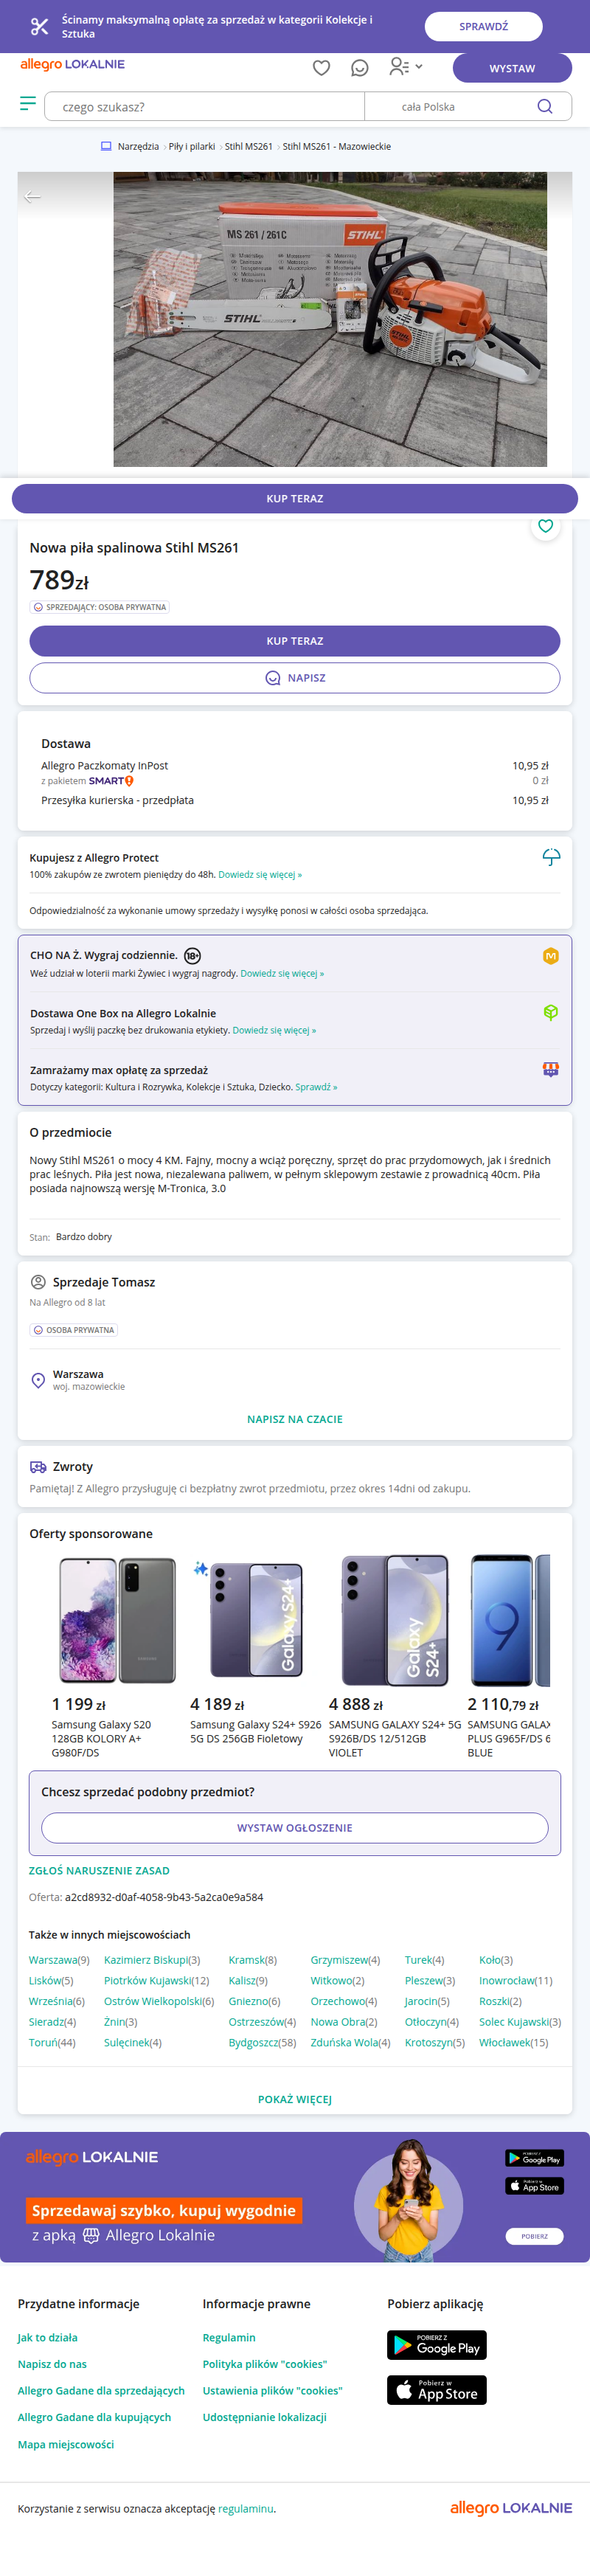 Ścinamy maksymalną opłatę za sprzedaż w kategorii Kolekcje i
Sztuka
SPRAWDŹ
allegro LOKALNIE
WYSTAW
czego szukasz?
cała Polska
Narzędzia
Piły i pilarki
Stihl MS261
Stihl MS261 - Mazowieckie
MS 261 / 261C
STIHL
STIHL
KUP TERAZ
Nowa piła spalinowa Stihl MS261
789zł
SPRZEDAJĄCY: OSOBA PRYWATNA
KUP TERAZ
NAPISZ
Dostawa
Allegro Paczkomaty InPost 10,95 zł
z pakietem SMART! 0 zł
Przesyłka kurierska - przedpłata 10,95 zł
Kupujesz z Allegro Protect
100% zakupów ze zwrotem pieniędzy do 48h. Dowiedz się więcej »
Odpowiedzialność za wykonanie umowy sprzedaży i wysyłkę ponosi w całości osoba sprzedająca.
CHO NA Ż. Wygraj codziennie. 18+
Weź udział w loterii marki Żywiec i wygraj nagrody. Dowiedz się więcej »
Dostawa One Box na Allegro Lokalnie
Sprzedaj i wyślij paczkę bez drukowania etykiety. Dowiedz się więcej »
Zamrażamy max opłatę za sprzedaż
Dotyczy kategorii: Kultura i Rozrywka, Kolekcje i Sztuka, Dziecko. Sprawdź »
O przedmiocie
Nowy Stihl MS261 o mocy 4 KM. Fajny, mocny a wciąż poręczny, sprzęt do prac przydomowych, jak i średnich
prac leśnych. Piła jest nowa, niezalewana paliwem, w pełnym sklepowym zestawie z prowadnicą 40cm. Piła
posiada najnowszą wersję M-Tronica, 3.0
Stan: Bardzo dobry
Sprzedaje Tomasz
Na Allegro od 8 lat
OSOBA PRYWATNA
Warszawa
woj. mazowieckie
NAPISZ NA CZACIE
Zwroty
Pamiętaj! Z Allegro przysługuję ci bezpłatny zwrot przedmiotu, przez okres 14dni od zakupu.
Oferty sponsorowane
Galaxy S24+
Galaxy
S24+
9
1 199 zł
Samsung Galaxy S20
128GB KOLORY A+
G980F/DS
4 189 zł
Samsung Galaxy S24+ S926
5G DS 256GB Fioletowy
4 888 zł
SAMSUNG GALAXY S24+ 5G
S926B/DS 12/512GB
VIOLET
2 110,79 zł
SAMSUNG GALAX
PLUS G965F/DS 6
BLUE
Chcesz sprzedać podobny przedmiot?
WYSTAW OGŁOSZENIE
ZGŁOŚ NARUSZENIE ZASAD
Oferta: a2cd8932-d0af-4058-9b43-5a2ca0e9a584
Także w innych miejscowościach
Warszawa(9) Kazimierz Biskupi(3) Kramsk(8) Grzymiszew(4) Turek(4) Koło(3)
Lisków(5) Piotrków Kujawski(12) Kalisz(9) Witkowo(2) Pleszew(3) Inowrocław(11)
Września(6) Ostrów Wielkopolski(6) Gniezno(6) Orzechowo(4) Jarocin(5) Roszki(2)
Sieradz(4) Żnin(3) Ostrzeszów(4) Nowa Obra(2) Otłoczyn(4) Solec Kujawski(3)
Toruń(44) Sulęcinek(4) Bydgoszcz(58) Zduńska Wola(4) Krotoszyn(5) Włocławek(15)
POKAŻ WIĘCEJ
allegro LOKALNIE
Sprzedawaj szybko, kupuj wygodnie
z apką Allegro Lokalnie
POBIERZ Z
Google Play
Pobierz w
App Store
POBIERZ
Przydatne informacje
Jak to działa
Napisz do nas
Allegro Gadane dla sprzedających
Allegro Gadane dla kupujących
Mapa miejscowości
Informacje prawne
Regulamin
Polityka plików "cookies"
Ustawienia plików "cookies"
Udostępnianie lokalizacji
Pobierz aplikację
POBIERZ Z
Google Play
Pobierz w
App Store
Korzystanie z serwisu oznacza akceptację regulaminu.
allegro LOKALNIE